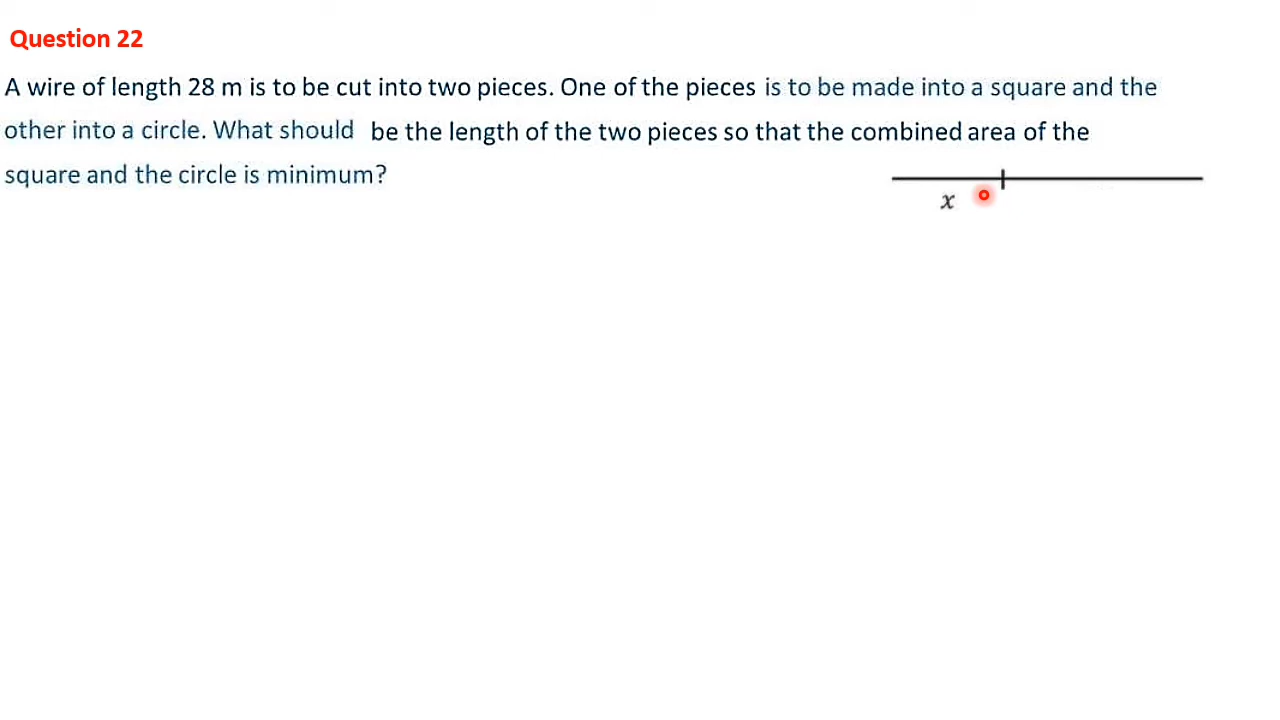 Question 22
A wire of length 28 m is to be cut into two pieces. One of the pieces is to be made into a square and the
other into a circle. What should be the length of the two pieces so that the combined area of the
square and the circle is minimum?
x